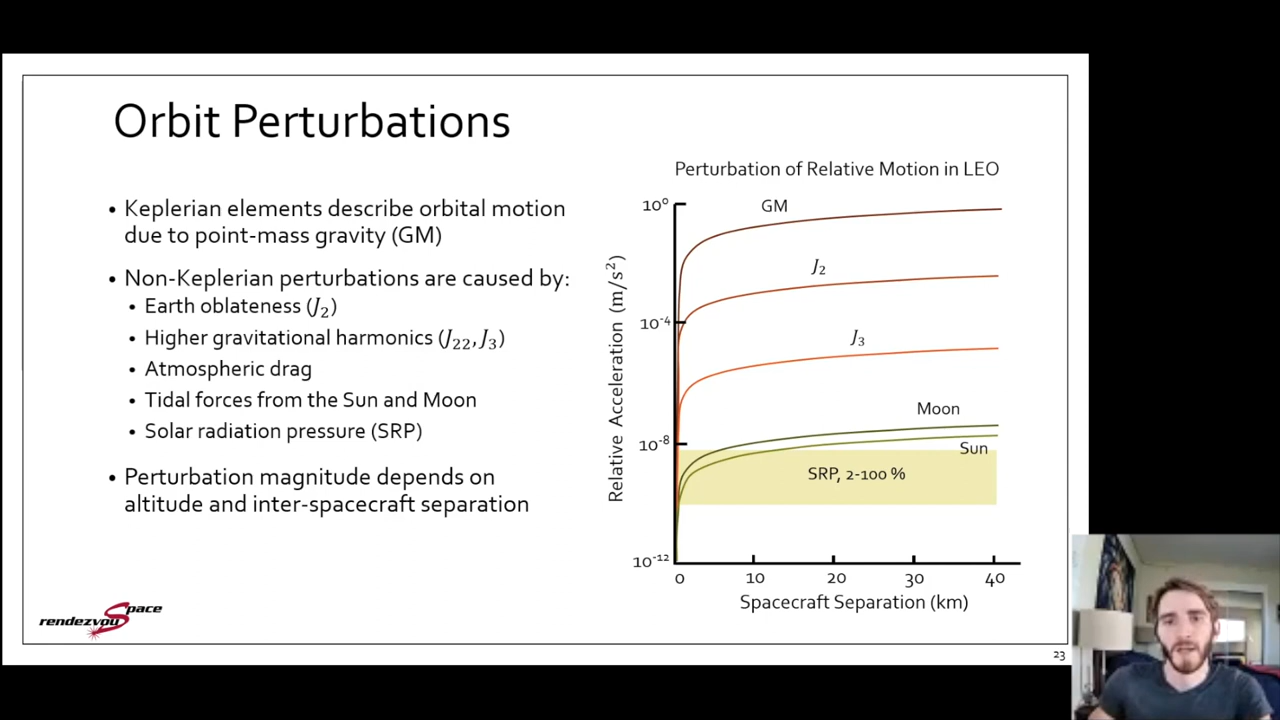 Orbit Perturbations
• Keplerian elements describe orbital motion
due to point-mass gravity (GM)
• Non-Keplerian perturbations are caused by:
• Earth oblateness (J₂)
• Higher gravitational harmonics (J₂₂, J₃)
• Atmospheric drag
• Tidal forces from the Sun and Moon
• Solar radiation pressure (SRP)
• Perturbation magnitude depends on
altitude and inter-spacecraft separation
Perturbation of Relative Motion in LEO
Relative Acceleration (m/s²)
10⁰
10⁻⁴
10⁻⁸
10⁻¹²
GM
J₂
J₃
Moon
Sun
SRP, 2-100 %
0 10 20 30 40
Spacecraft Separation (km)
rendezvouSpace
23